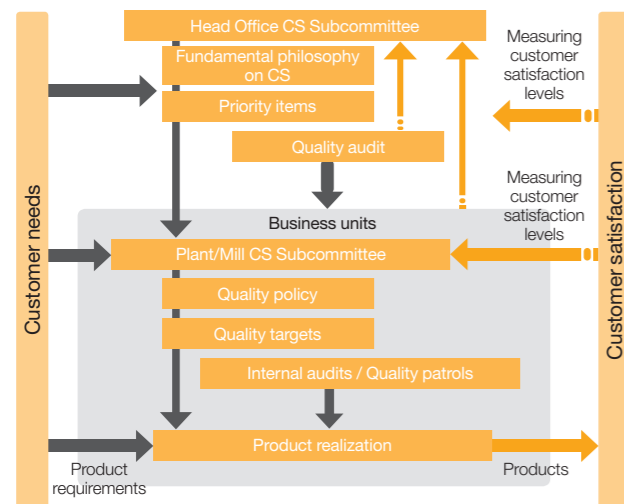 Head Office CS Subcommittee
Fundamental philosophy
on CS
Priority items
Quality audit
Measuring
customer
satisfaction
levels
Customer needs
Customer satisfaction
Measuring
customer
satisfaction
levels
Business units
Plant/Mill CS Subcommittee
Quality policy
Quality targets
Internal audits / Quality patrols
Product realization
Product
requirements
Products